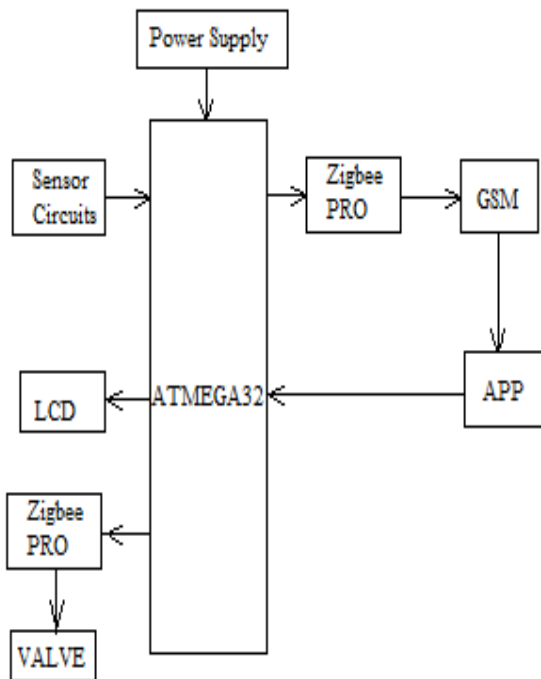 Power Supply
Sensor
Circuits
Zigbee
PRO
GSM
LCD
ATMEGA32
APP
Zigbee
PRO
VALVE